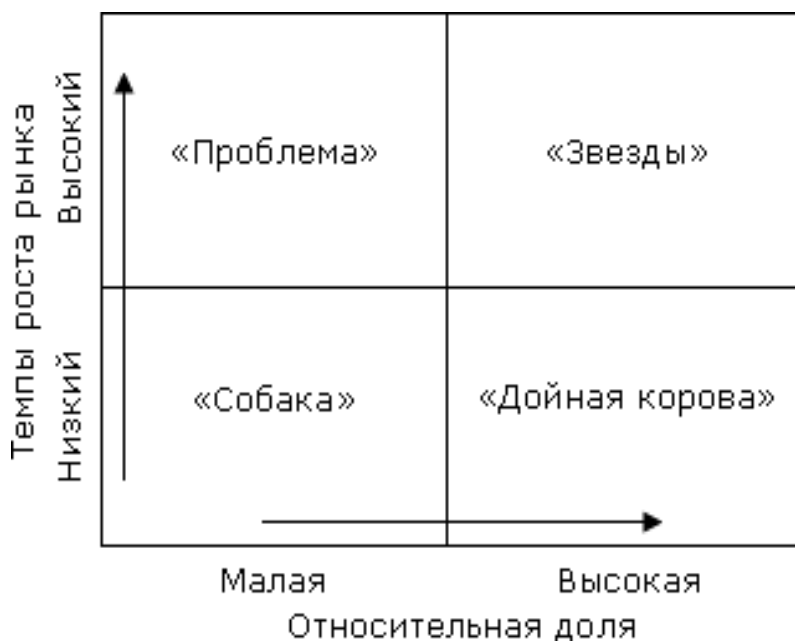 Темпы роста рынка
Высокий
Низкий
«Проблема»
«Звезды»
«Собака»
«Дойная корова»
Малая
Высокая
Относительная доля